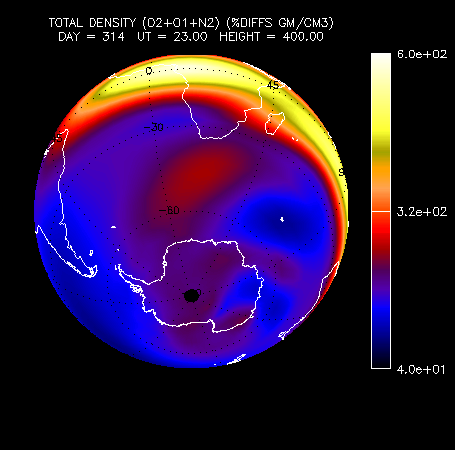 TOTAL DENSITY (O2+O1+N2) (%DIFFS GM/CM3)
DAY = 314 UT = 23.00 HEIGHT = 400.00
6.0e+02
0
45
-30
-60
3.2e+02
4.0e+01